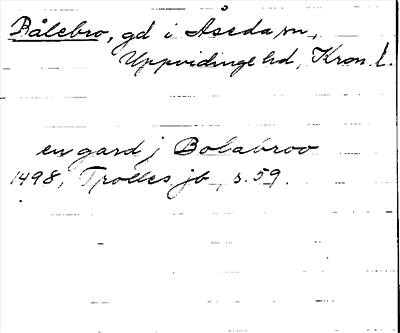 Bålebro, gd i Åseda sn,
Uppvidinge hd, Kron. l.
en gard j Bolabroo
1498, Trolles jb, s. 59.